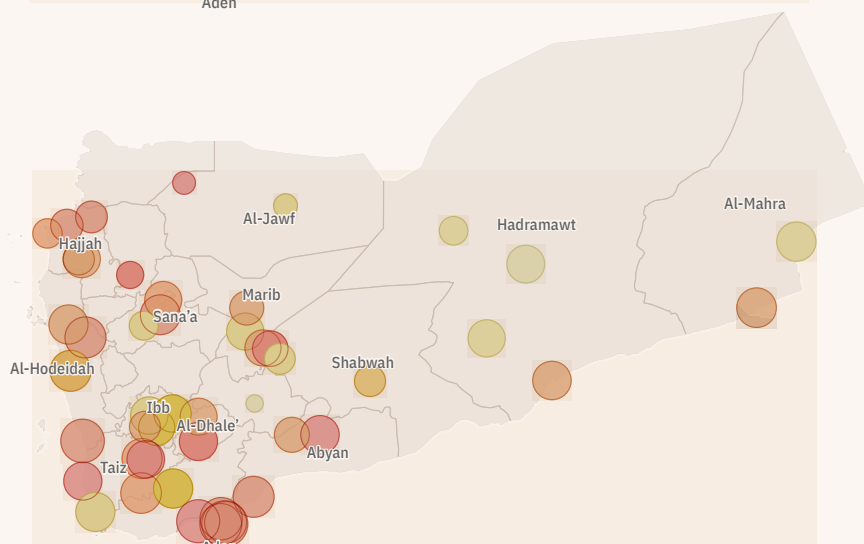 Aden
Al-Mahra
Al-Jawf
Hadramawt
Hajjah
Marib
Sana’a
Shabwah
Al-Hodeidah
Ibb
Al-Dhale’
Abyan
Taiz